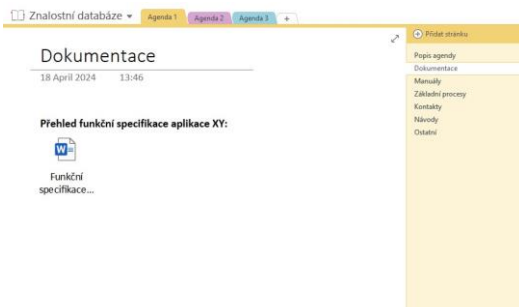 Znalostní databáze
Agenda 1
Agenda 2
Agenda 3
+
Přidat stránku
Dokumentace
18 April 2024 13:46
Přehled funkční specifikace aplikace XY:
W
Funkční
specifikace...
Popis agendy
Dokumentace
Manuály
Základní procesy
Kontakty
Návody
Ostatní